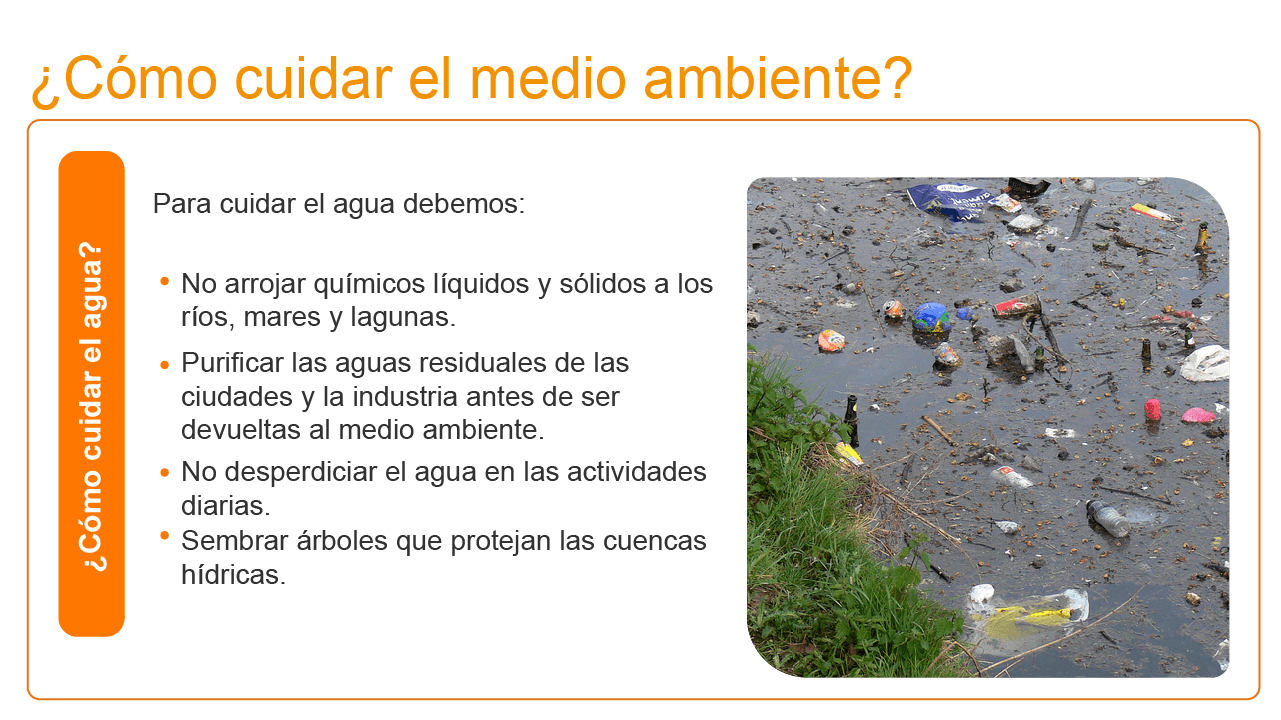 ¿Cómo cuidar el medio ambiente?
¿Cómo cuidar el agua?
Para cuidar el agua debemos:
• No arrojar químicos líquidos y sólidos a los
ríos, mares y lagunas.
• Purificar las aguas residuales de las
ciudades y la industria antes de ser
devueltas al medio ambiente.
• No desperdiciar el agua en las actividades
diarias.
• Sembrar árboles que protejan las cuencas
hídricas.